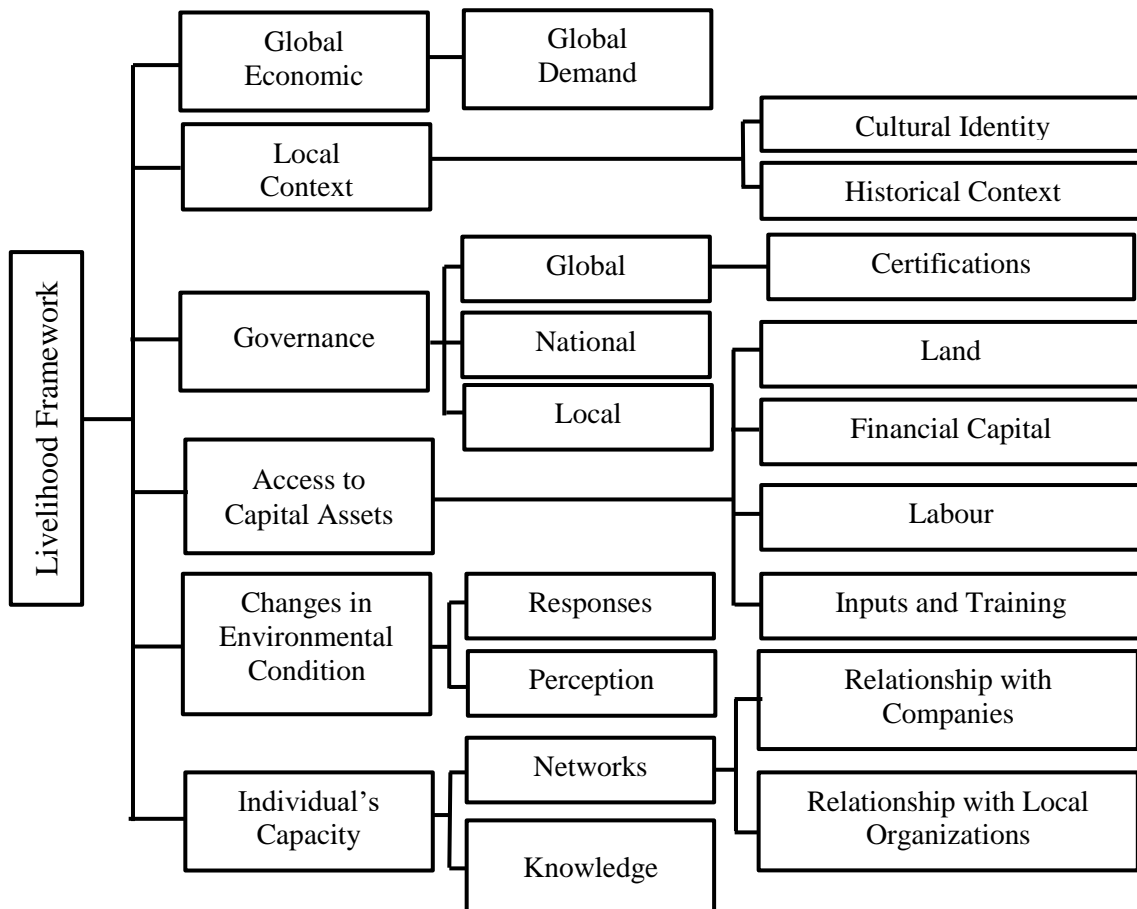 Livelihood Framework
Global
Economic
Global
Demand
Local
Context
Cultural Identity
Historical Context
Governance
Global
Certifications
National
Local
Access to
Capital Assets
Land
Financial Capital
Labour
Inputs and Training
Changes in
Environmental
Condition
Responses
Perception
Individual's
Capacity
Networks
Relationship with
Companies
Relationship with Local
Organizations
Knowledge